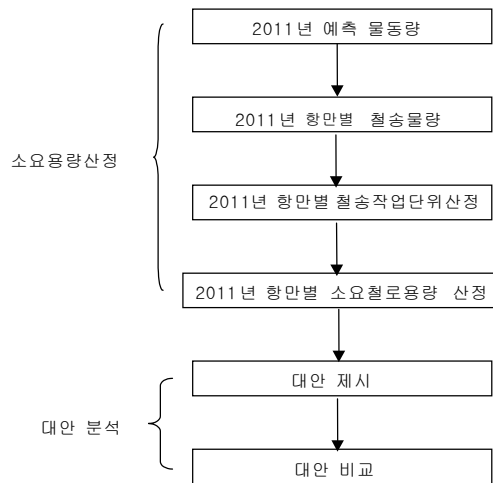 2011년 예측 물동량
2011년 항만별 철송물량
소요용량산정
2011년 항만별 철송작업단위산정
2011년 항만별 소요철로용량 산정
대안 제시
대안 분석
대안 비교